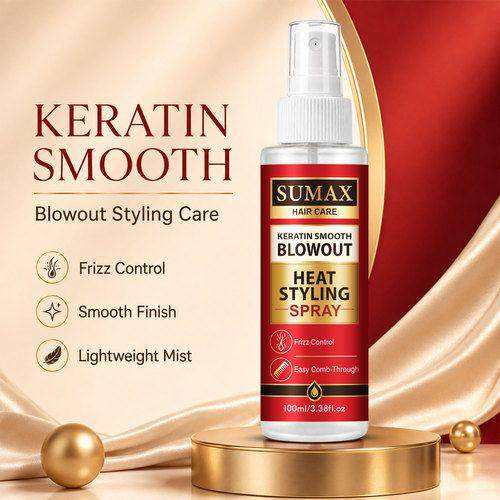 KERATIN
SMOOTH
Blowout Styling Care
Frizz Control
Smooth Finish
Lightweight Mist
SUMAX
HAIR CARE
KERATIN SMOOTH
BLOWOUT
HEAT
STYLING
SPRAY
Frizz-Control
Easy Comb-Through
100ml/3.38fl.oz